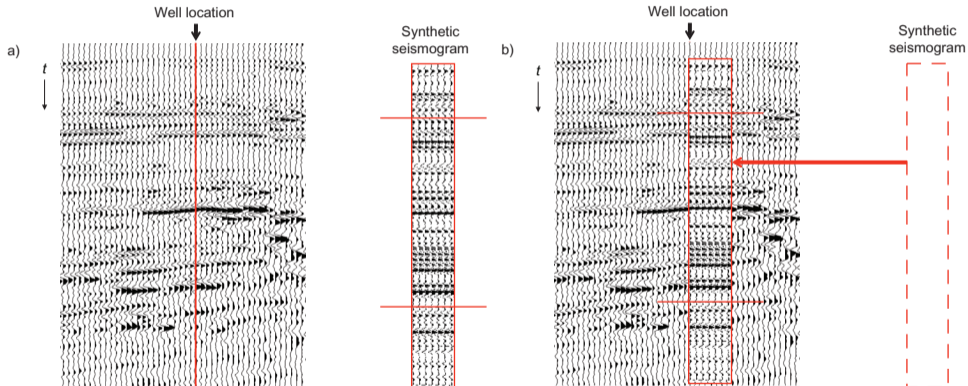 Well location
Synthetic
seismogram
a)
t
Well location
Synthetic
seismogram
b)
t